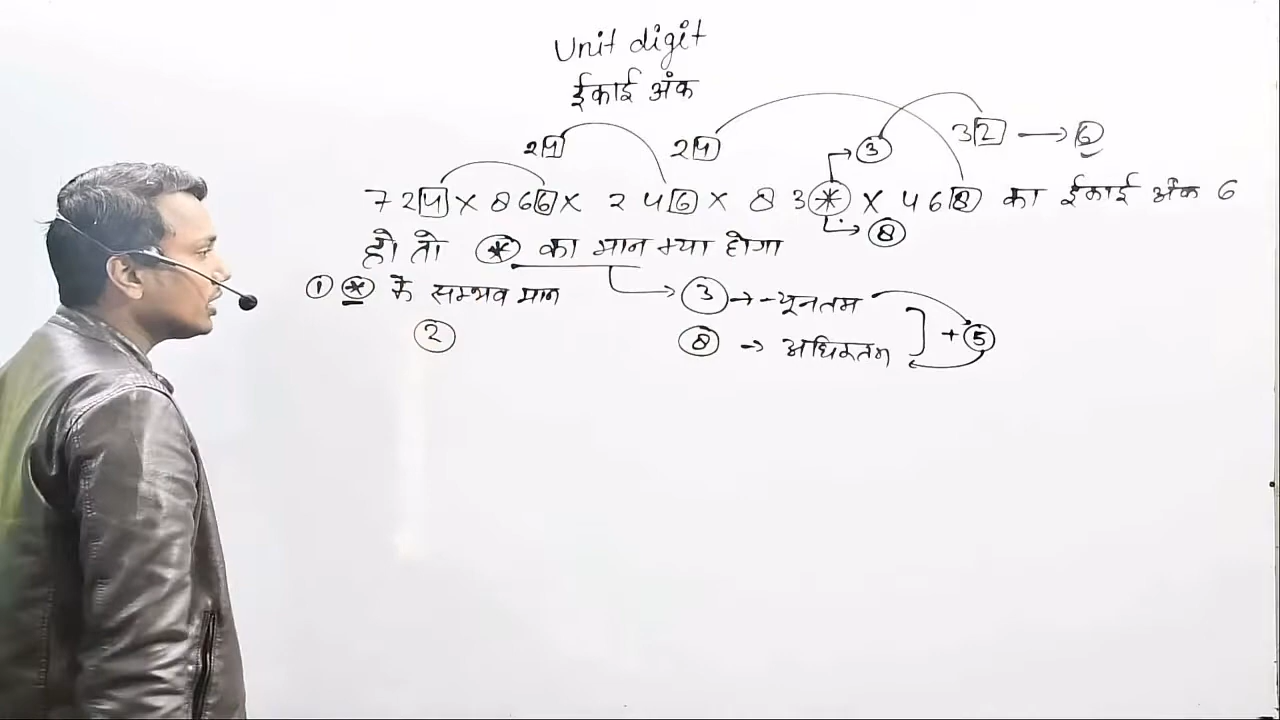 Unit digit
ईकाई अंक
24 24 3 32 → 6
724 × 866 × 246 × 83* × 468 का ईकाई अंक 6
8
हो तो * का मान क्या होगा
① * के सम्भव मान 3 → न्यूनतम
2 8 → अधिकतम + 5